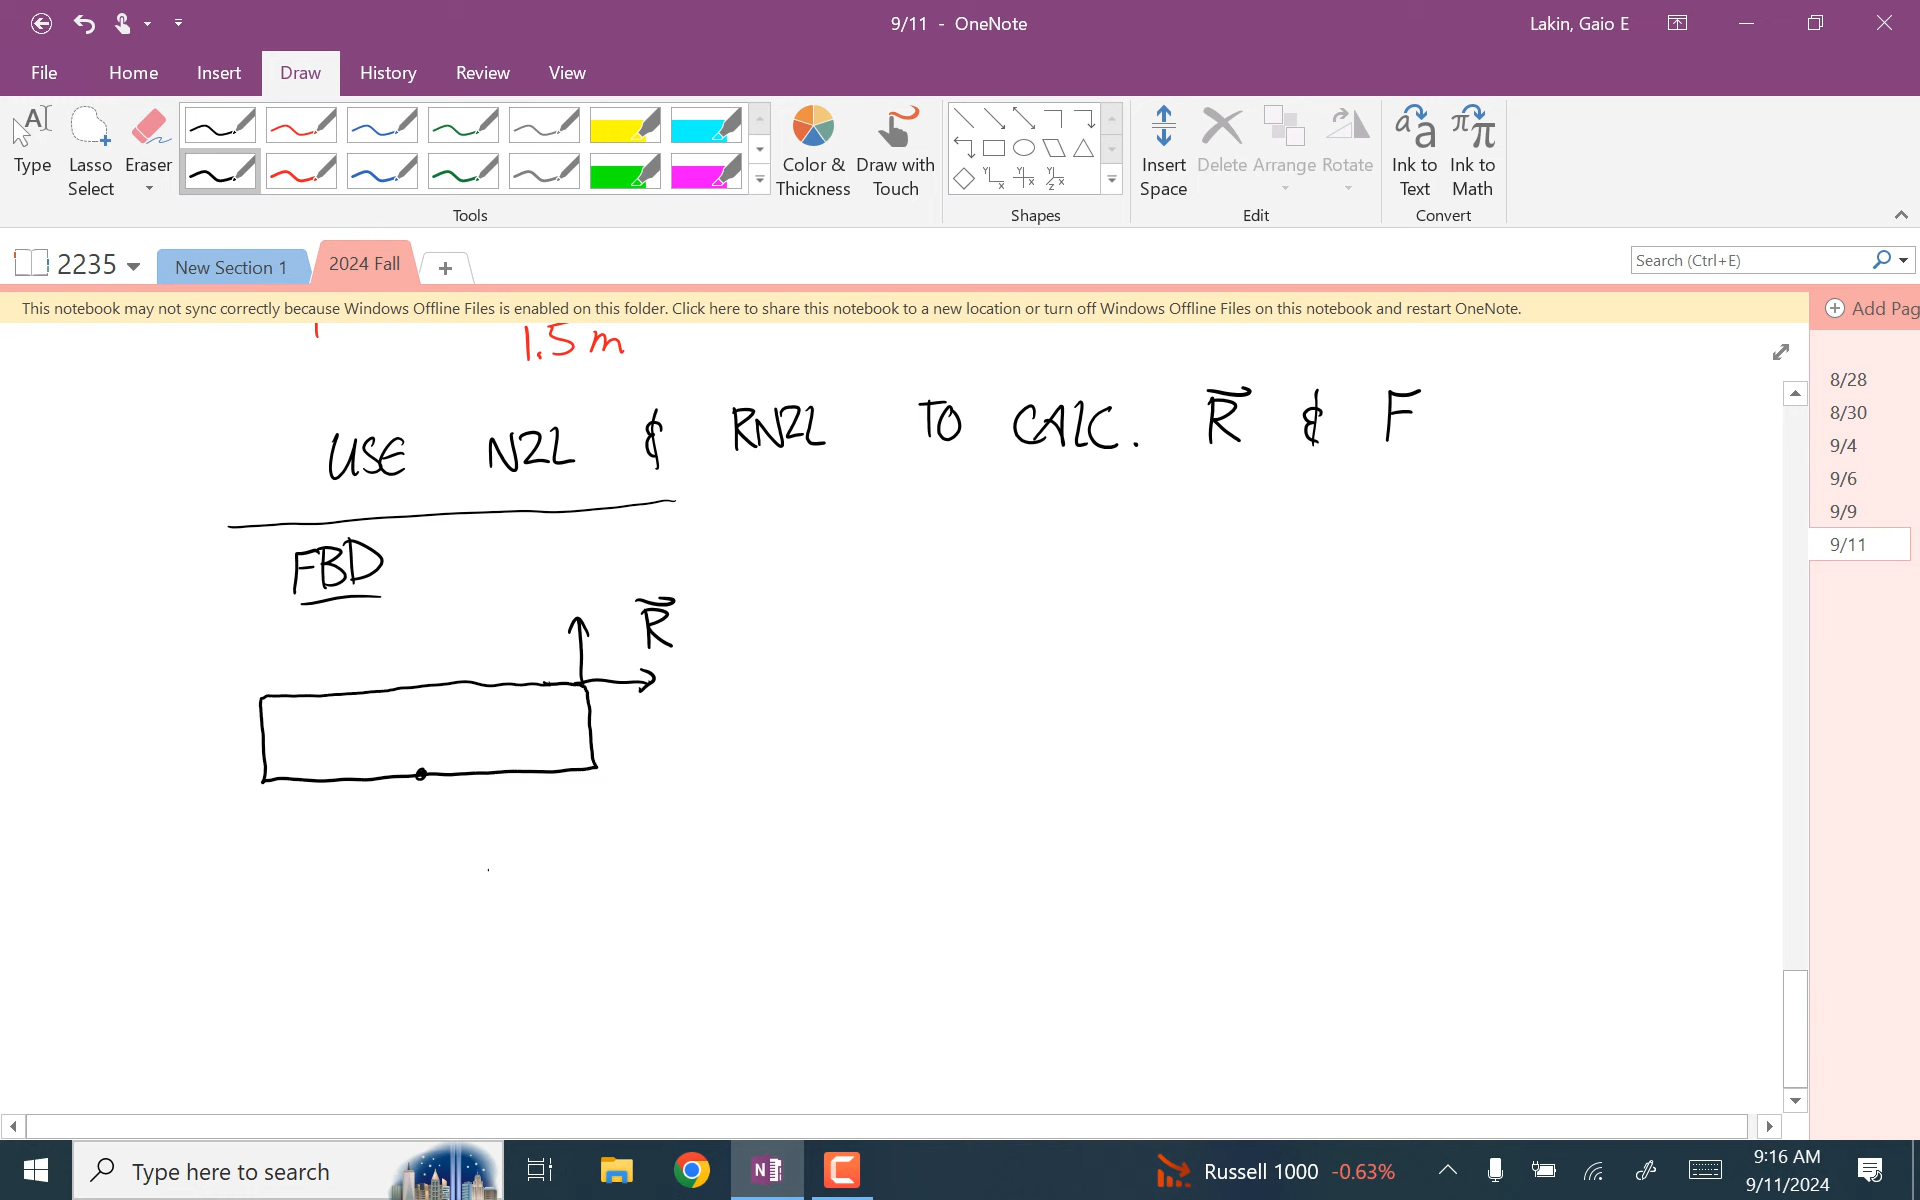 9/11 - OneNote
Lakin, Gaio E
File Home Insert Draw History Review View
Type
Lasso Select
Eraser
Color & Thickness
Draw with Touch
Insert Space
Delete
Arrange
Rotate
Ink to Text
Ink to Math
Tools
Shapes
Edit
Convert
2235
New Section 1
2024 Fall
Search (Ctrl+E)
This notebook may not sync correctly because Windows Offline Files is enabled on this folder. Click here to share this notebook to a new location or turn off Windows Offline Files on this notebook and restart OneNote.
Add Pag
8/28
8/30
9/4
9/6
9/9
9/11
1.5 m
USE N2L & RN2L TO CALC. R & F
FBD
R
Type here to search
Russell 1000 -0.63%
9:16 AM
9/11/2024